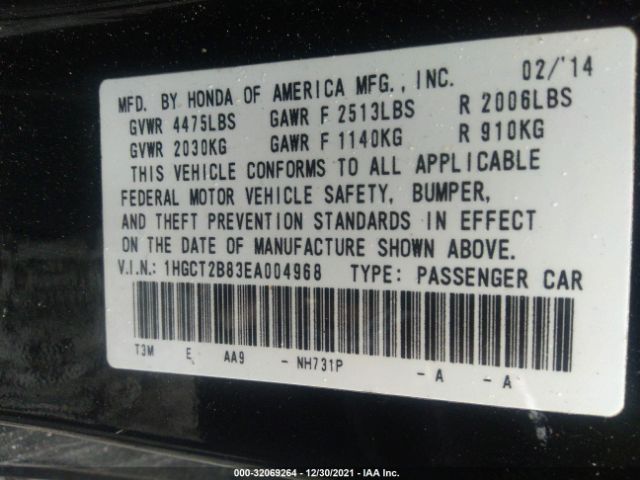 MFD. BY HONDA OF AMERICA MFG., INC. 02/'14
GVWR 4475LBS GAWR F 2513LBS R 2006LBS
GVWR 2030KG GAWR F 1140KG R 910KG
THIS VEHICLE CONFORMS TO ALL APPLICABLE
FEDERAL MOTOR VEHICLE SAFETY, BUMPER,
AND THEFT PREVENTION STANDARDS IN EFFECT
ON THE DATE OF MANUFACTURE SHOWN ABOVE.
V.I.N.: 1HGCT2B83EA004968 TYPE: PASSENGER CAR
T3M E AA9 - NH731P - A - A
000-32069264 - 12/30/2021 - IAA Inc.